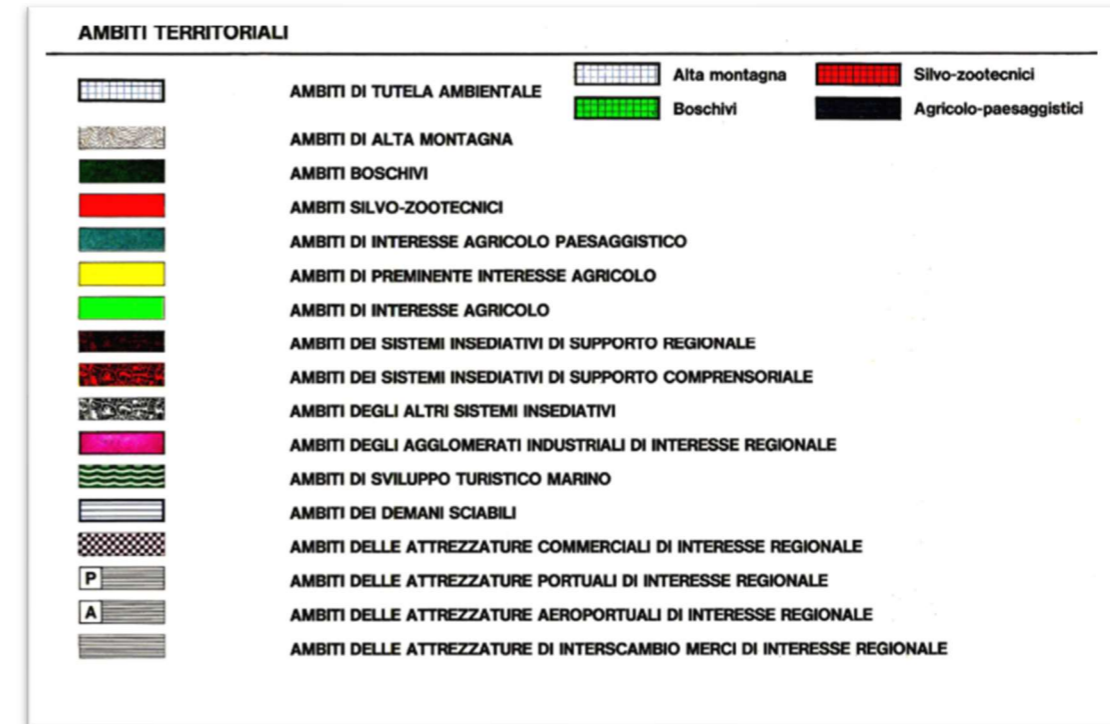 AMBITI TERRITORIALI
AMBITI DI TUTELA AMBIENTALE
Alta montagna
Silvo-zootecnici
Boschivi
Agricolo-paesaggistici
AMBITI DI ALTA MONTAGNA
AMBITI BOSCHIVI
AMBITI SILVO-ZOOTECNICI
AMBITI DI INTERESSE AGRICOLO PAESAGGISTICO
AMBITI DI PREMINENTE INTERESSE AGRICOLO
AMBITI DI INTERESSE AGRICOLO
AMBITI DEI SISTEMI INSEDIATIVI DI SUPPORTO REGIONALE
AMBITI DEI SISTEMI INSEDIATIVI DI SUPPORTO COMPRENSORIALE
AMBITI DEGLI ALTRI SISTEMI INSEDIATIVI
AMBITI DEGLI AGGLOMERATI INDUSTRIALI DI INTERESSE REGIONALE
AMBITI DI SVILUPPO TURISTICO MARINO
AMBITI DEI DEMANI SCIABILI
AMBITI DELLE ATTREZZATURE COMMERCIALI DI INTERESSE REGIONALE
P AMBITI DELLE ATTREZZATURE PORTUALI DI INTERESSE REGIONALE
A AMBITI DELLE ATTREZZATURE AEROPORTUALI DI INTERESSE REGIONALE
AMBITI DELLE ATTREZZATURE DI INTERSCAMBIO MERCI DI INTERESSE REGIONALE